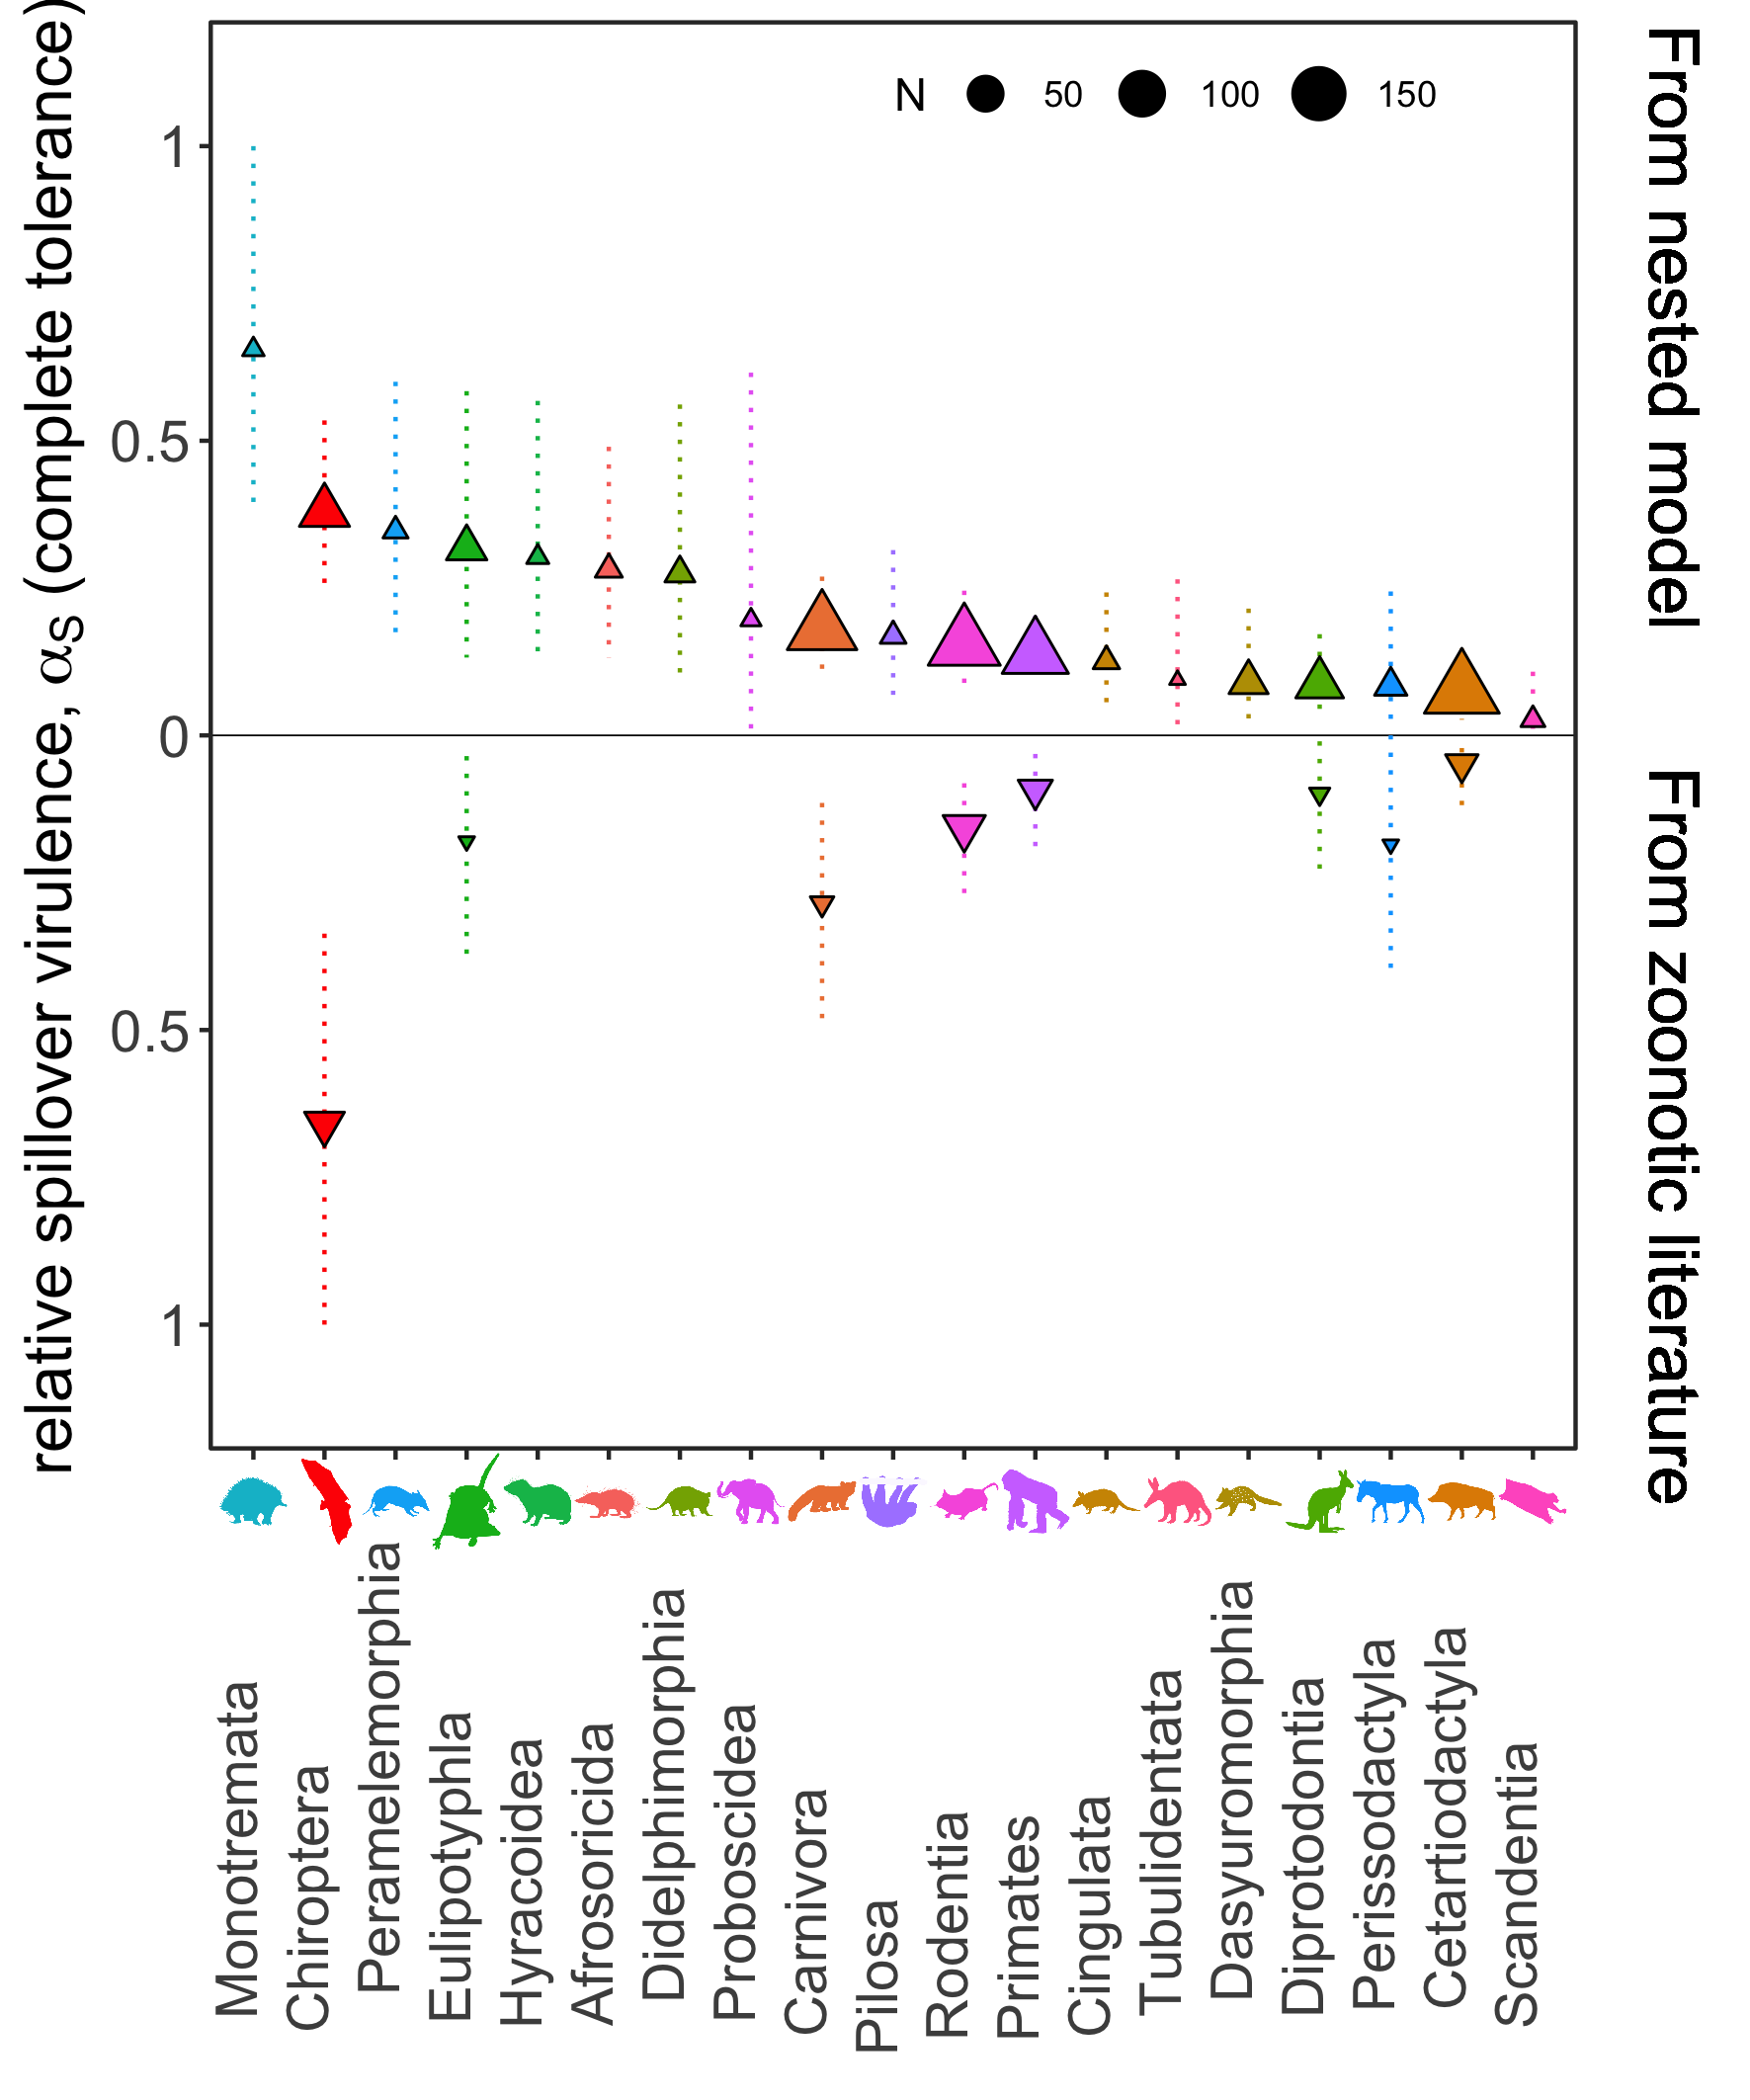 relative spillover virulence, αs (complete tolerance)
N 50 100 150
1
0.5
0
0.5
1
From nested model
From zoonotic literature
Monotremata
Chiroptera
Peramelemorphia
Eulipotyphla
Hyracoidea
Afrosoricida
Didelphimorphia
Proboscidea
Carnivora
Pilosa
Rodentia
Primates
Cingulata
Tubulidentata
Dasyuromorphia
Diprotodontia
Perissodactyla
Cetartiodactyla
Scandentia